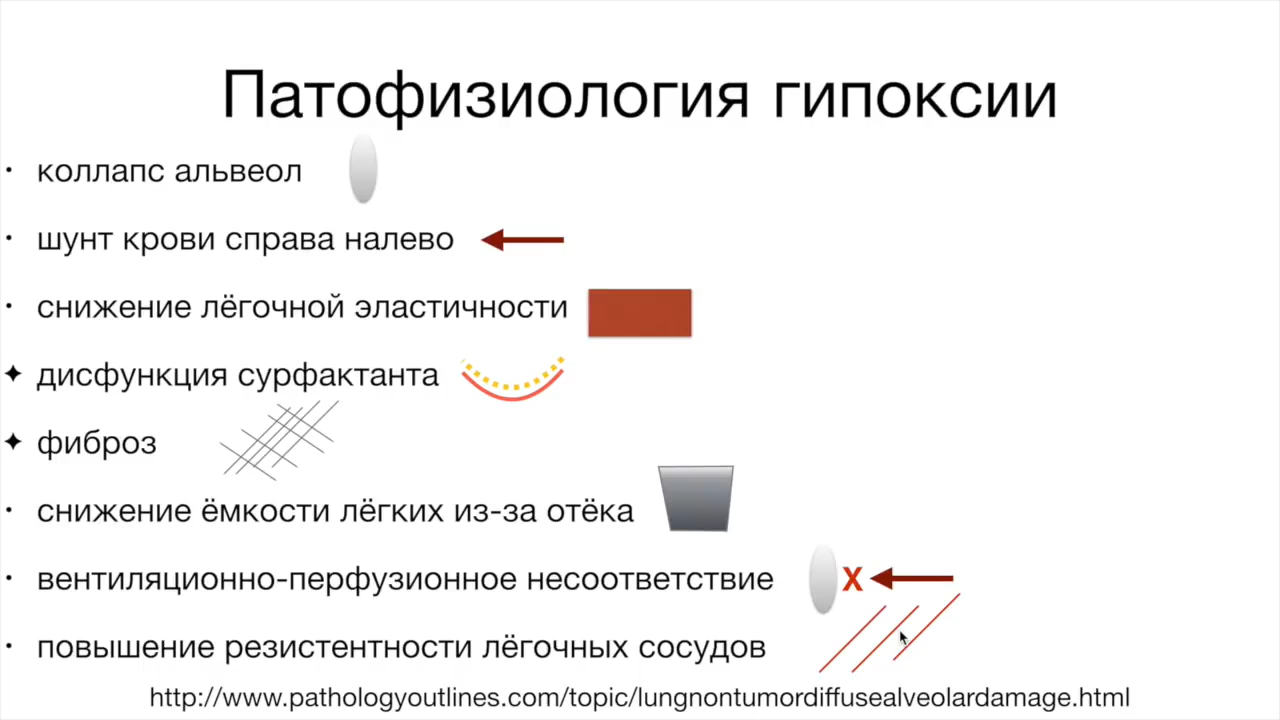 Патофизиология гипоксии
· коллапс альвеол
· шунт крови справа налево
· снижение лёгочной эластичности
✦ дисфункция сурфактанта
✦ фиброз
· снижение ёмкости лёгких из-за отёка
· вентиляционно-перфузионное несоответствие X
· повышение резистентности лёгочных сосудов
http://www.pathologyoutlines.com/topic/lungnontumordiffusealveolardamage.html